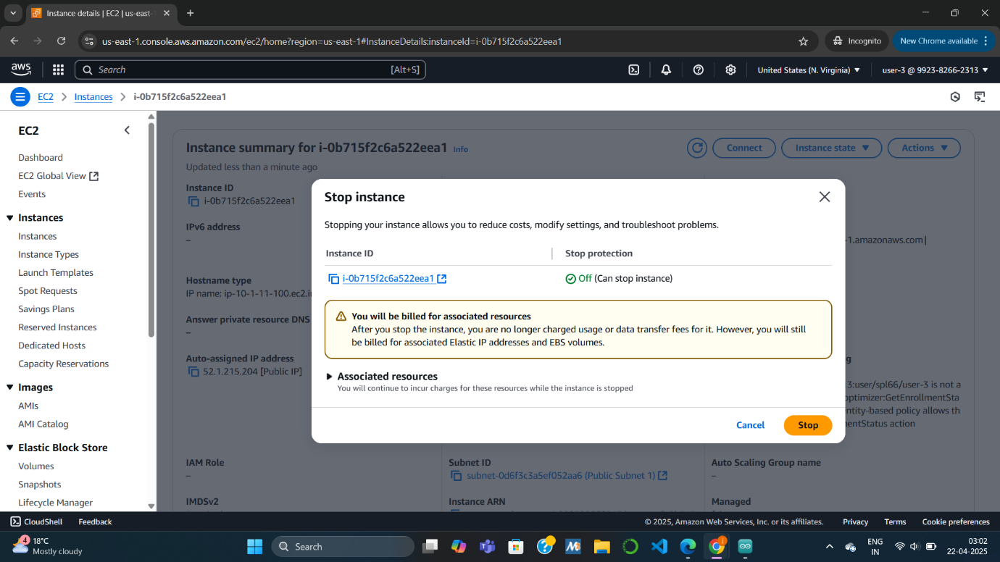 Instance details | EC2 | us-east-1
us-east-1.console.aws.amazon.com/ec2/home?region=us-east-1#InstanceDetails:instanceId=i-0b715f2c6a522eea1
Incognito
New Chrome available
aws
Search
[Alt+S]
United States (N. Virginia)
user-3 @ 9923-8266-2313
EC2
Instances
i-0b715f2c6a522eea1
EC2
Dashboard
EC2 Global View
Events
Instances
Instances
Instance Types
Launch Templates
Spot Requests
Savings Plans
Reserved Instances
Dedicated Hosts
Capacity Reservations
Images
AMIs
AMI Catalog
Elastic Block Store
Volumes
Snapshots
Lifecycle Manager
Instance summary for i-0b715f2c6a522eea1 Info
Connect
Instance state
Actions
Updated less than a minute ago
Instance ID
i-0b715f2c6a522eea1
IPv6 address
–
-1.amazonaws.com |
Hostname type
IP name: ip-10-1-11-100.ec2.i
Answer private resource DNS
–
Auto-assigned IP address
52.1.215.204 [Public IP]
3:user/spl66/user-3 is not a
optimizer:GetEnrollmentSta
entity-based policy allows th
mentStatus action
Stop instance
Stopping your instance allows you to reduce costs, modify settings, and troubleshoot problems.
Instance ID
Stop protection
i-0b715f2c6a522eea1
Off (Can stop instance)
You will be billed for associated resources
After you stop the instance, you are no longer charged usage or data transfer fees for it. However, you will still
be billed for associated Elastic IP addresses and EBS volumes.
Associated resources
You will continue to incur charges for these resources while the instance is stopped
Cancel
Stop
IAM Role
–
Subnet ID
subnet-0d6f3c3a5ef052aa6 (Public Subnet 1)
Auto Scaling Group name
–
IMDSv2
Instance ARN
Managed
CloudShell
Feedback
© 2025, Amazon Web Services, Inc. or its affiliates.
Privacy
Terms
Cookie preferences
4
18°C
Mostly cloudy
Search
ENG
IN
03:02
22-04-2025